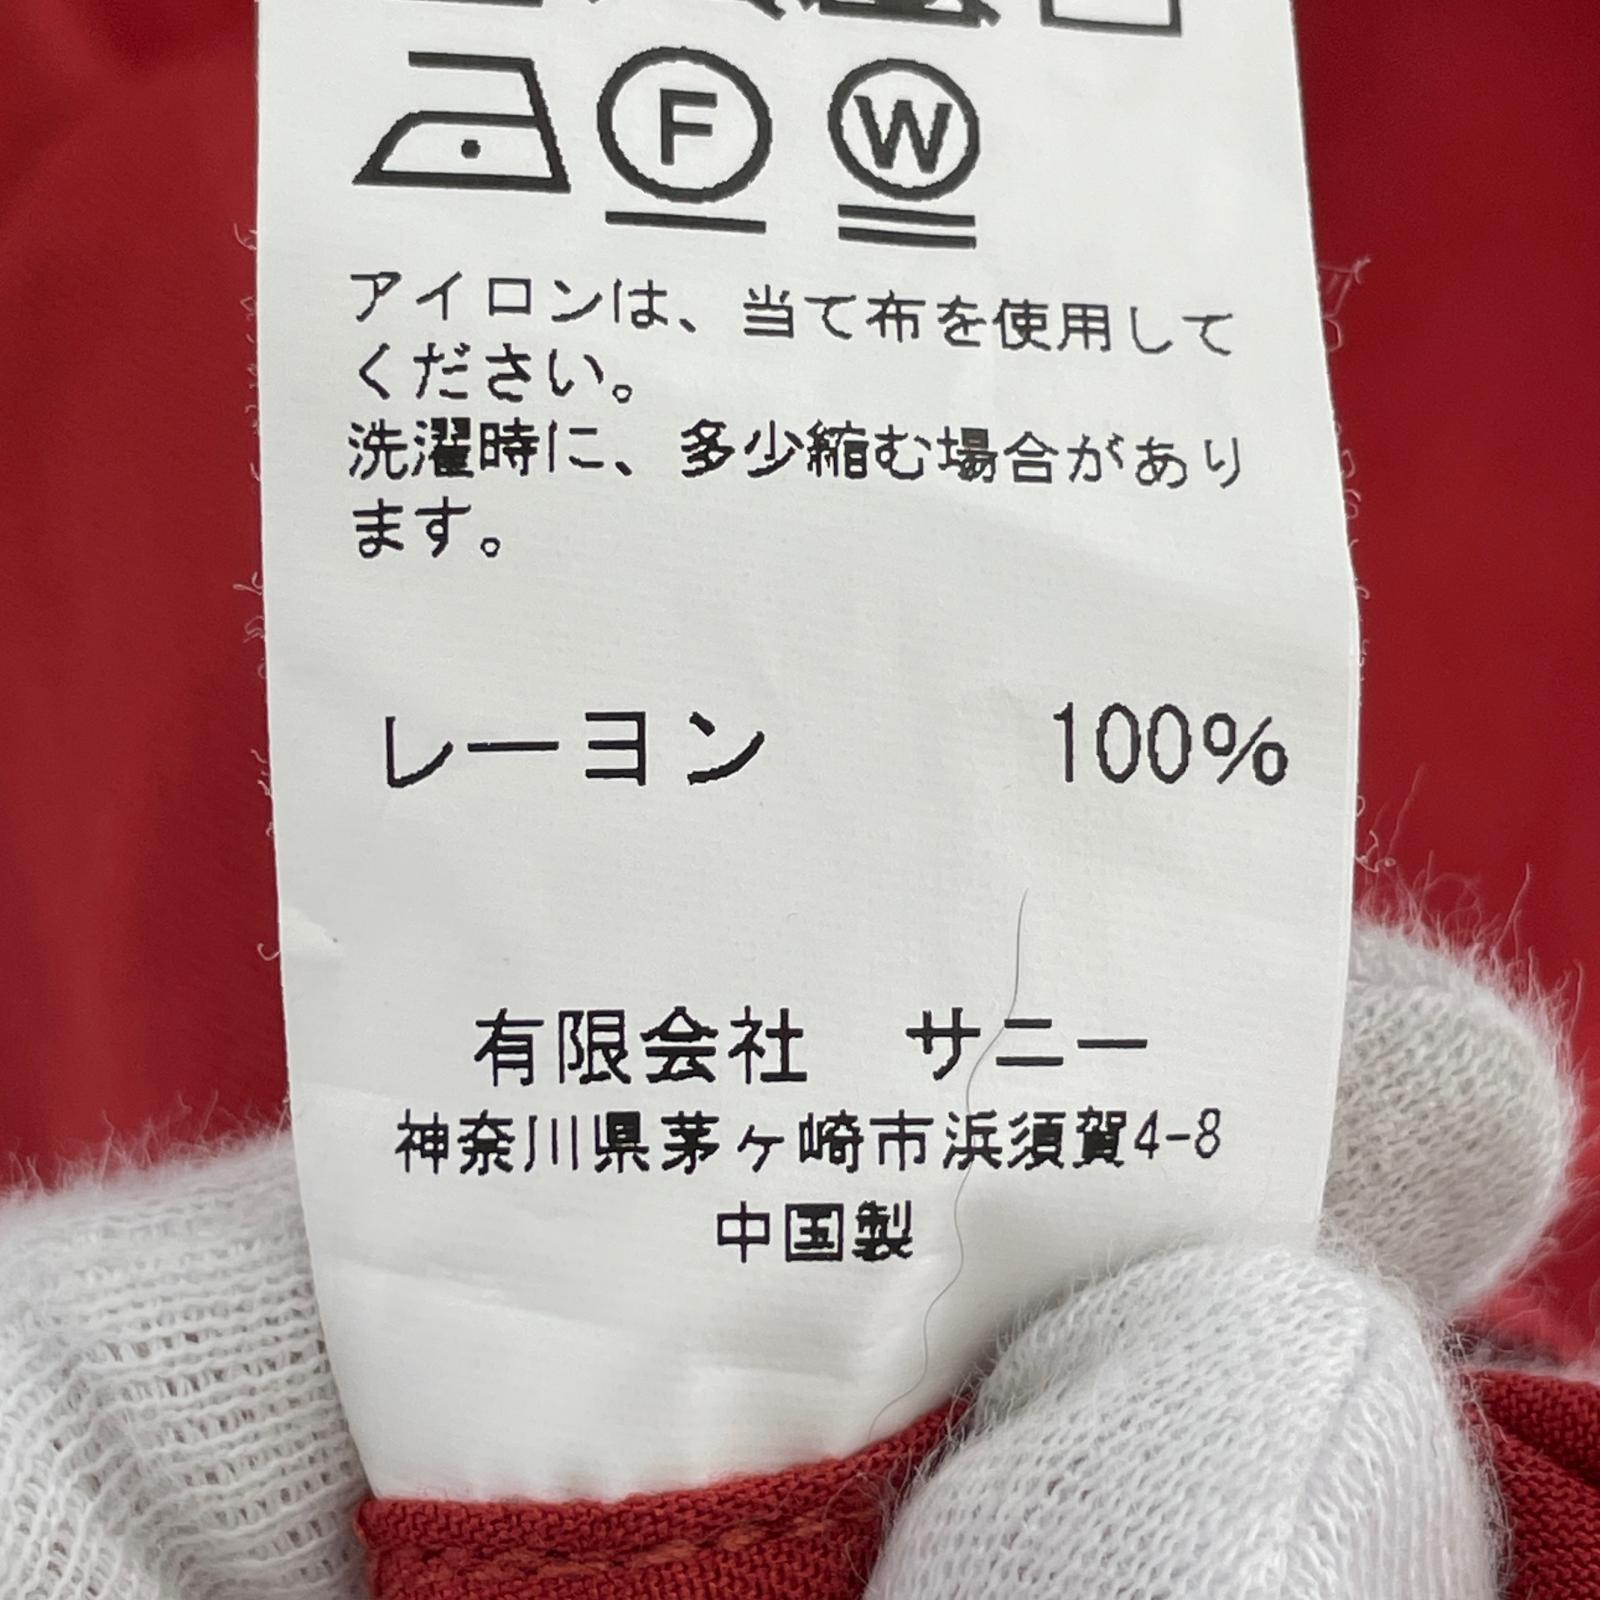 F W
アイロンは、当て布を使用して
ください。
洗濯時に、多少縮む場合があり
ます。
レーヨン 100%
有限会社 サニー
神奈川県茅ヶ崎市浜須賀4-8
中国製